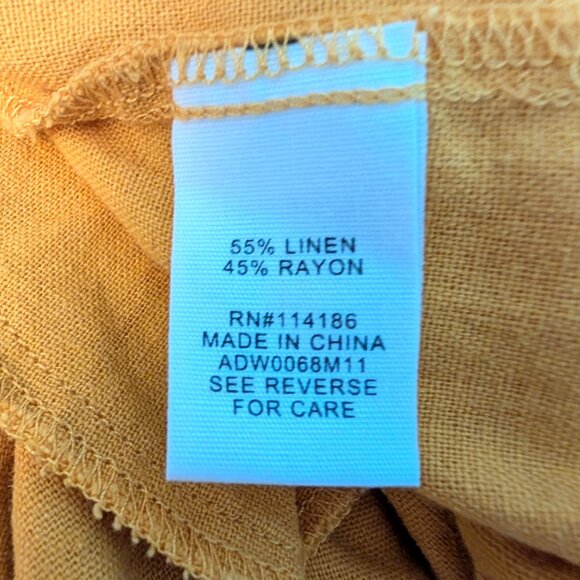 55% LINEN
45% RAYON
RN#114186
MADE IN CHINA
ADW0068M11
SEE REVERSE
FOR CARE